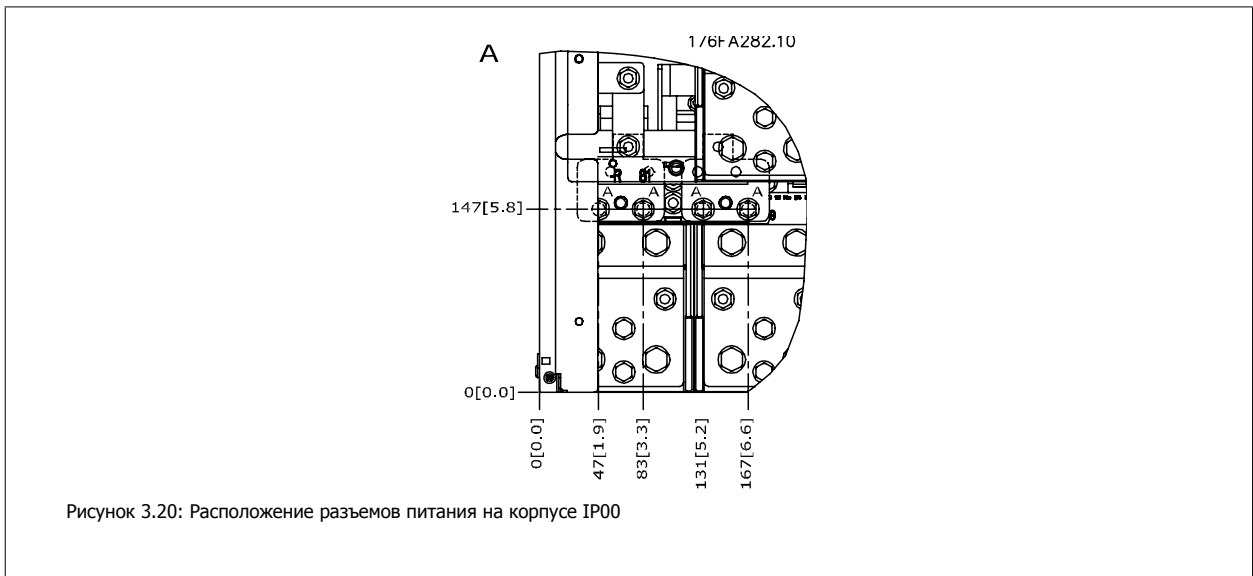 A
176FA282.10
R 81
A A A A
147[5.8]
0[0.0]
0[0.0]
47[1.9]
83[3.3]
131[5.2]
167[6.6]
Рисунок 3.20: Расположение разъемов питания на корпусе IP00